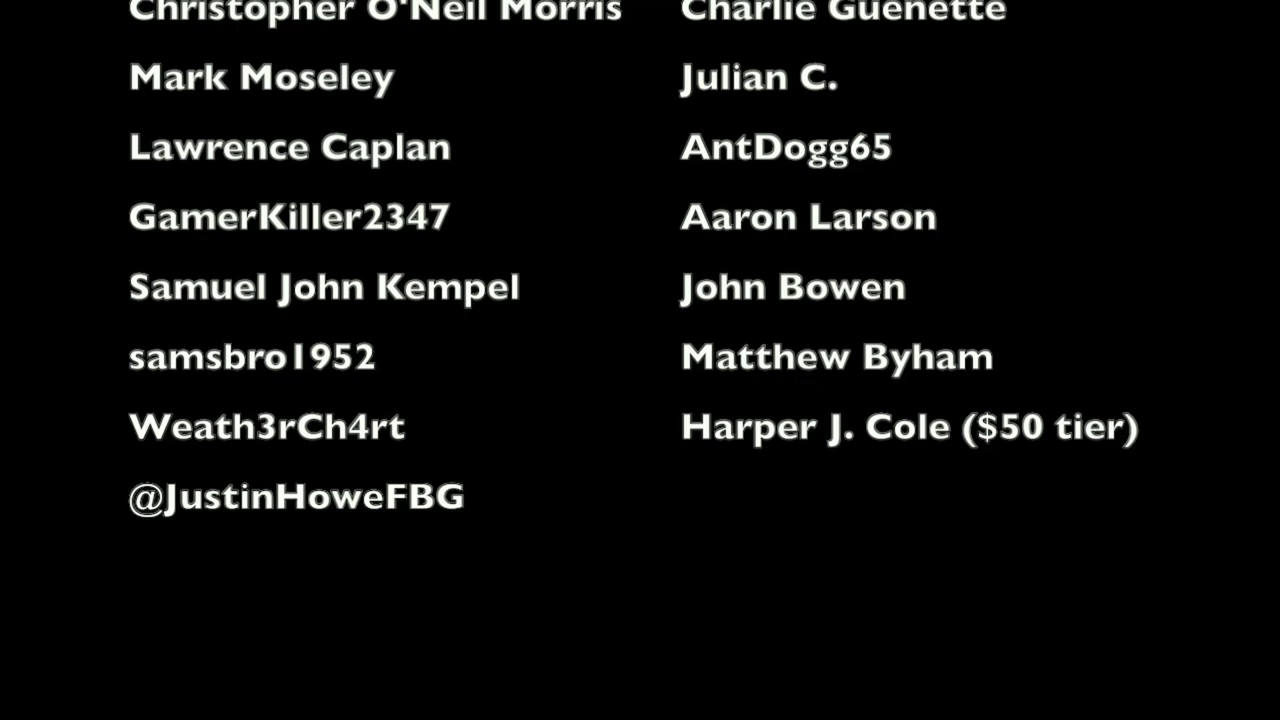 Christopher O'Neil Morris
Mark Moseley
Lawrence Caplan
GamerKiller2347
Samuel John Kempel
samsbro1952
Weath3rCh4rt
@JustinHoweFBG
Charlie Guenette
Julian C.
AntDogg65
Aaron Larson
John Bowen
Matthew Byham
Harper J. Cole ($50 tier)